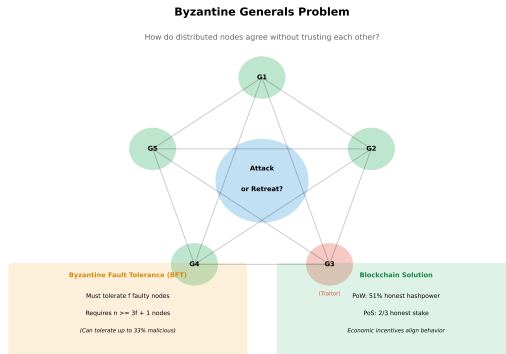 Byzantine Generals Problem
How do distributed nodes agree without trusting each other?
G1
G5
G2
Attack
or Retreat?
G4
G3
Byzantine Fault Tolerance (BFT)
Must tolerate f faulty nodes
Requires n >= 3f + 1 nodes
(Can tolerate up to 33% malicious)
(Traitor)
Blockchain Solution
PoW: 51% honest hashpower
PoS: 2/3 honest stake
Economic incentives align behavior